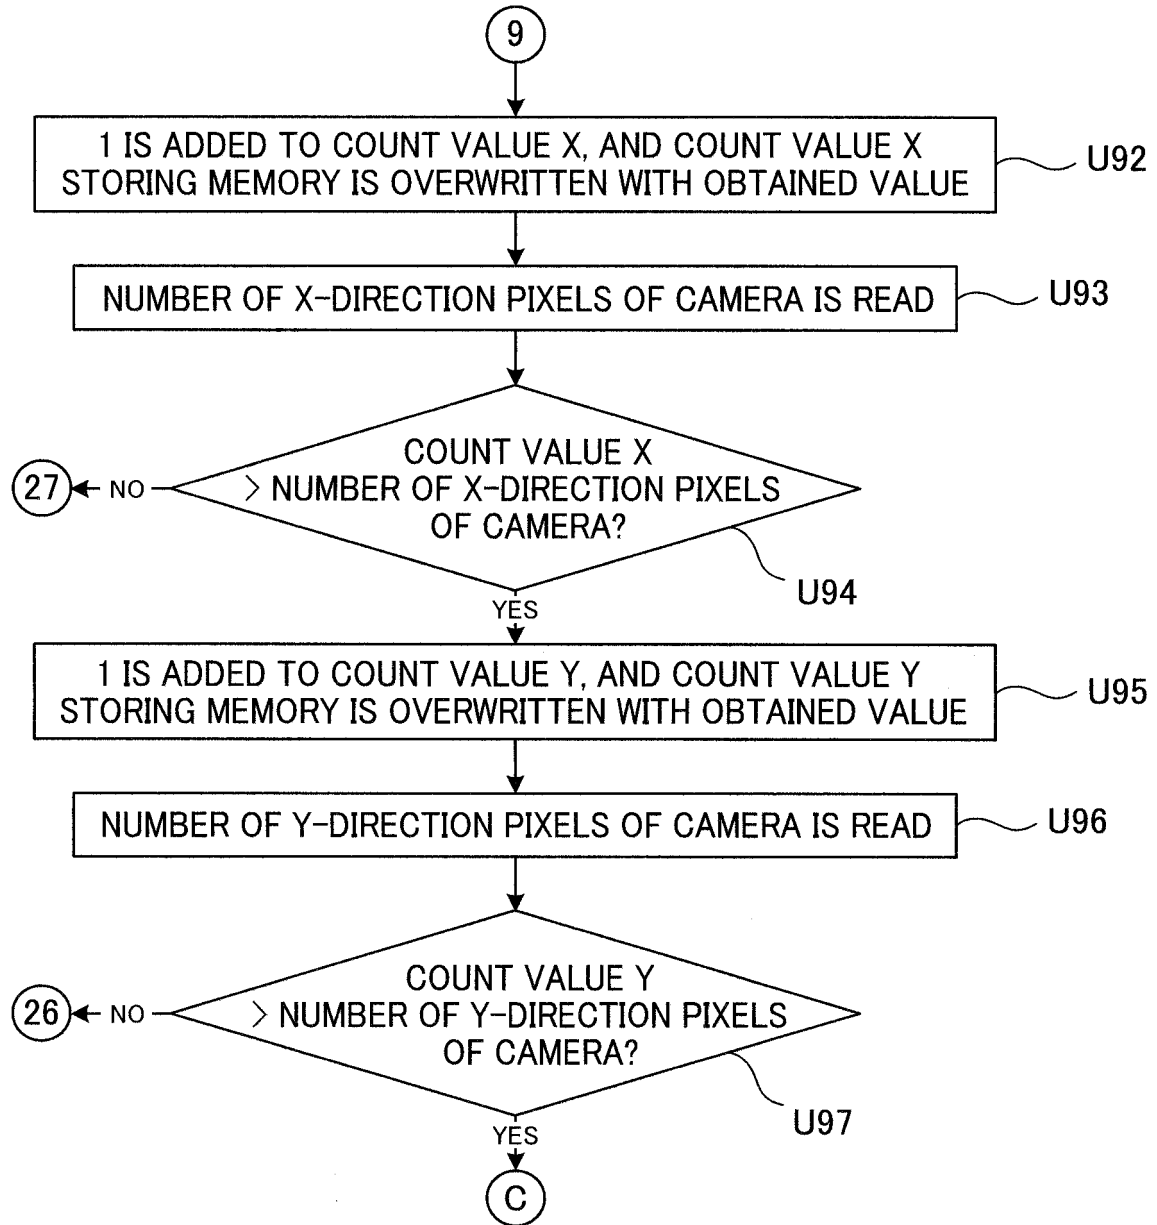 9
1 IS ADDED TO COUNT VALUE X, AND COUNT VALUE X
STORING MEMORY IS OVERWRITTEN WITH OBTAINED VALUE
U92
NUMBER OF X-DIRECTION PIXELS OF CAMERA IS READ
U93
COUNT VALUE X
> NUMBER OF X-DIRECTION PIXELS
OF CAMERA?
27
NO
U94
YES
1 IS ADDED TO COUNT VALUE Y, AND COUNT VALUE Y
STORING MEMORY IS OVERWRITTEN WITH OBTAINED VALUE
U95
NUMBER OF Y-DIRECTION PIXELS OF CAMERA IS READ
U96
COUNT VALUE Y
> NUMBER OF Y-DIRECTION PIXELS
OF CAMERA?
26
NO
U97
YES
C